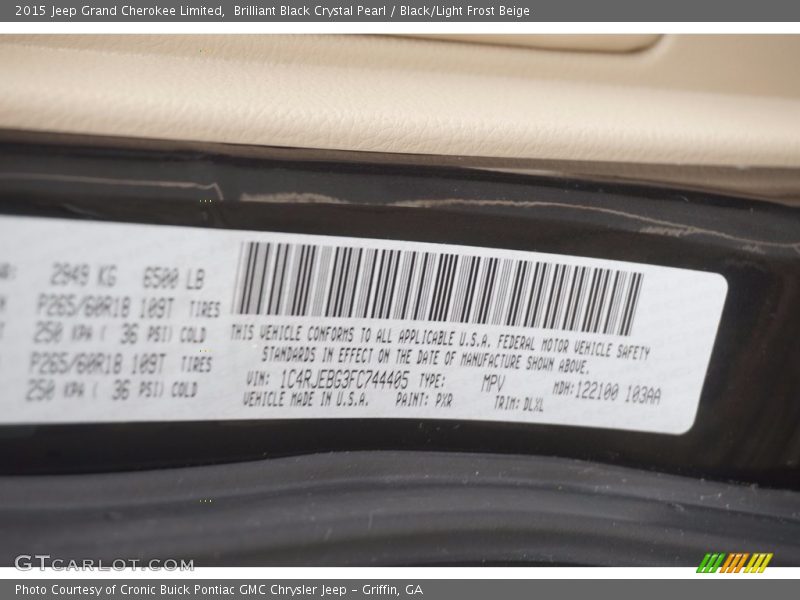 2015 Jeep Grand Cherokee Limited, Brilliant Black Crystal Pearl / Black/Light Frost Beige
2949 KG 6500 LB
P265/60R18 109T TIRES
250 KPA ( 36 PSI) COLD
P265/60R18 109T TIRES
250 KPA ( 36 PSI) COLD
THIS VEHICLE CONFORMS TO ALL APPLICABLE U.S.A. FEDERAL MOTOR VEHICLE SAFETY
STANDARDS IN EFFECT ON THE DATE OF MANUFACTURE SHOWN ABOVE.
VIN: 1C4RJEBG3FC744405 TYPE: MPV MDH:122100 103AA
VEHICLE MADE IN U.S.A. PAINT: PXR TRIM: DLXL
GTCARLOT.COM
Photo Courtesy of Cronic Buick Pontiac GMC Chrysler Jeep - Griffin, GA